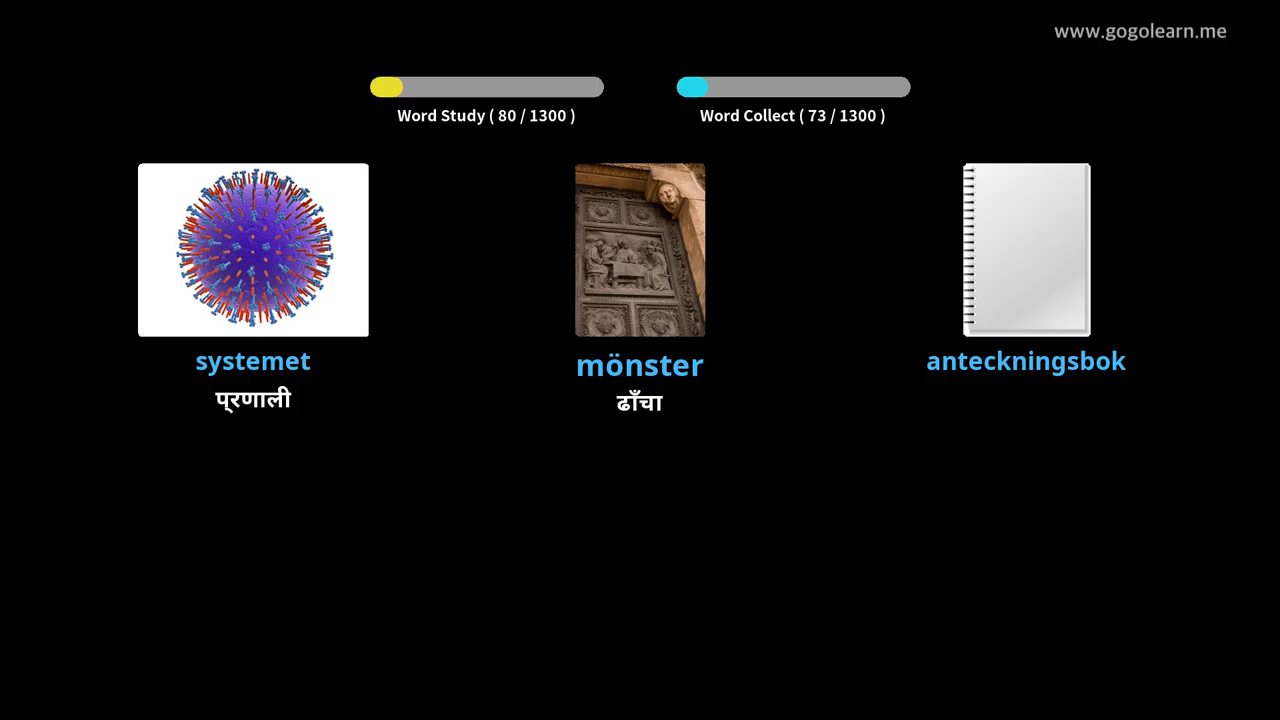 www.gogolearn.me
Word Study ( 80 / 1300 )
Word Collect ( 73 / 1300 )
systemet
mönster
anteckningsbok
प्रणाली
ढाँचा